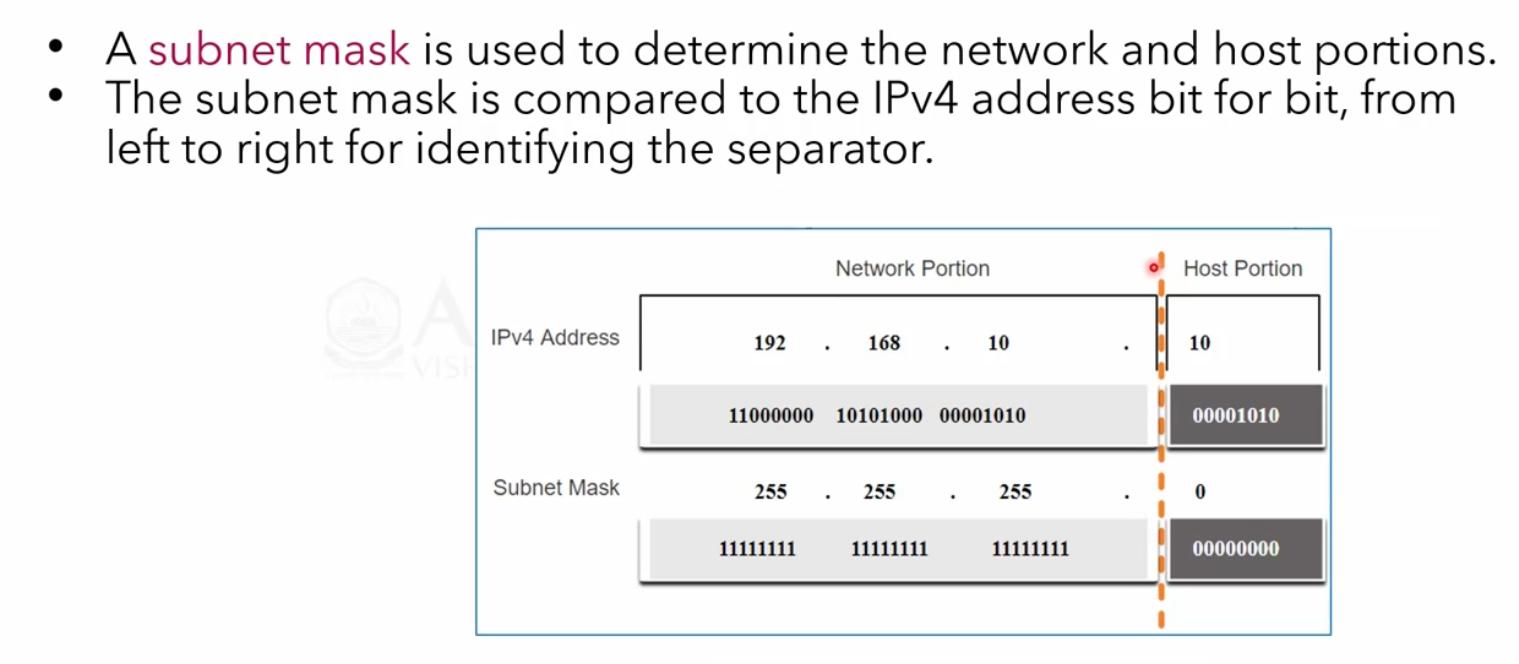 • A subnet mask is used to determine the network and host portions.
• The subnet mask is compared to the IPv4 address bit for bit, from
left to right for identifying the separator.
Network Portion Host Portion
IPv4 Address 192 . 168 . 10 . 10
11000000 10101000 00001010 00001010
Subnet Mask 255 . 255 . 255 . 0
11111111 11111111 11111111 00000000